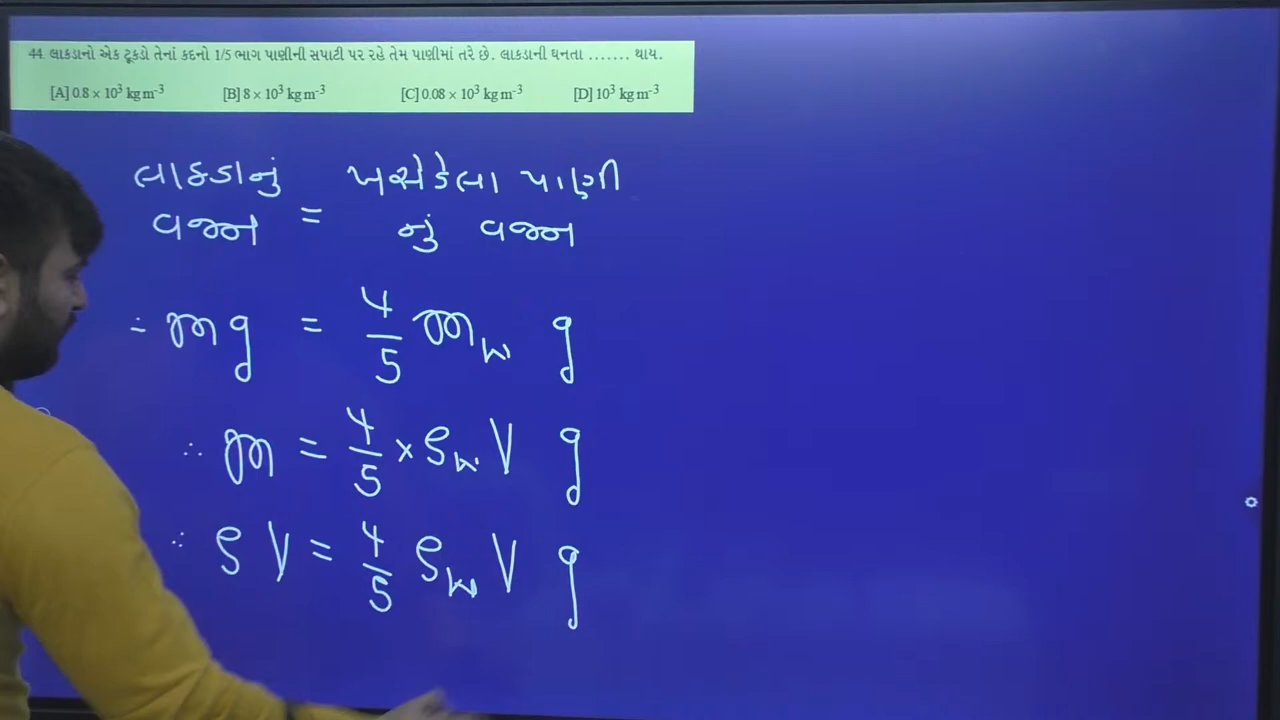 44. લાકડાનો એક ટૂકડો તેનાં કદનો 1/5 ભાગ પાણીની સપાટી પર રહે તેમ પાણીમાં તરે છે. લાકડાની ઘનતા ....... થાય.
[A] 0.8 × 10³ kg m⁻³ [B] 8 × 10³ kg m⁻³ [C] 0.08 × 10³ kg m⁻³ [D] 10³ kg m⁻³
લાકડાનું ખસેડેલા પાણી
વજન = નું વજન
∴ mg = 4/5 m_w g
∴ m = 4/5 × ρ_w V g
∴ ρ V = 4/5 ρ_w V g